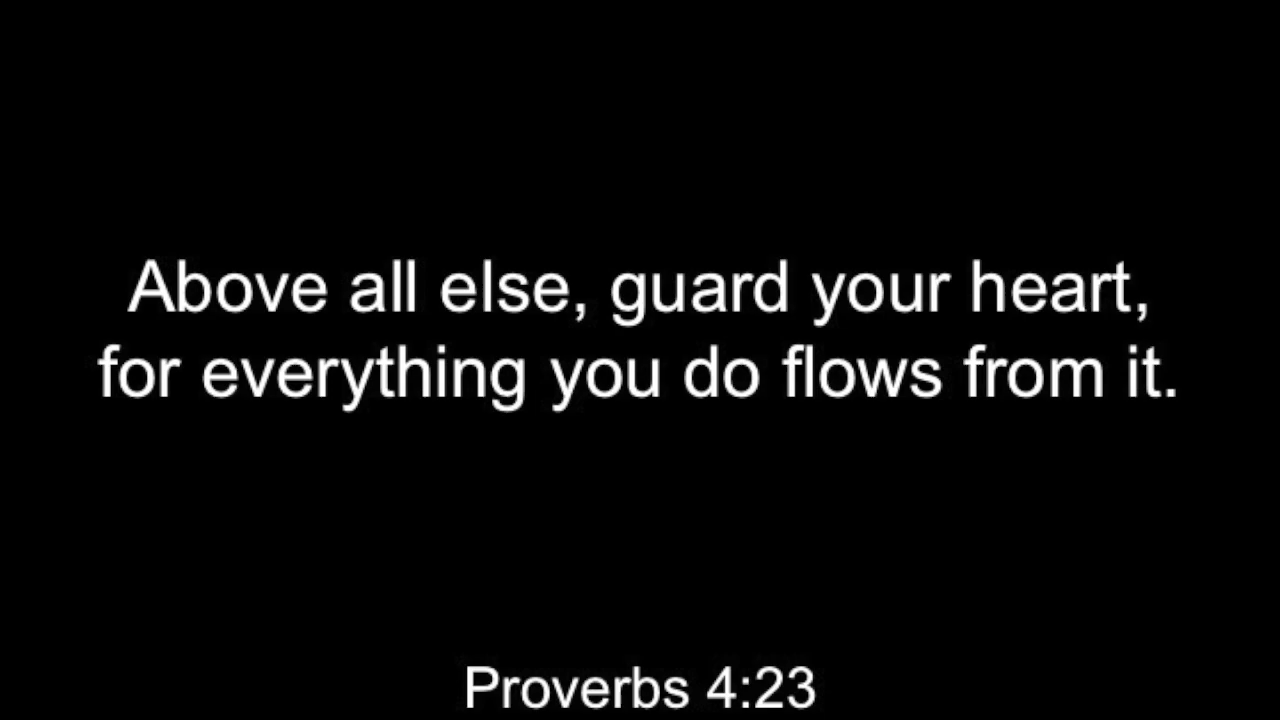 Above all else, guard your heart,
for everything you do flows from it.
Proverbs 4:23